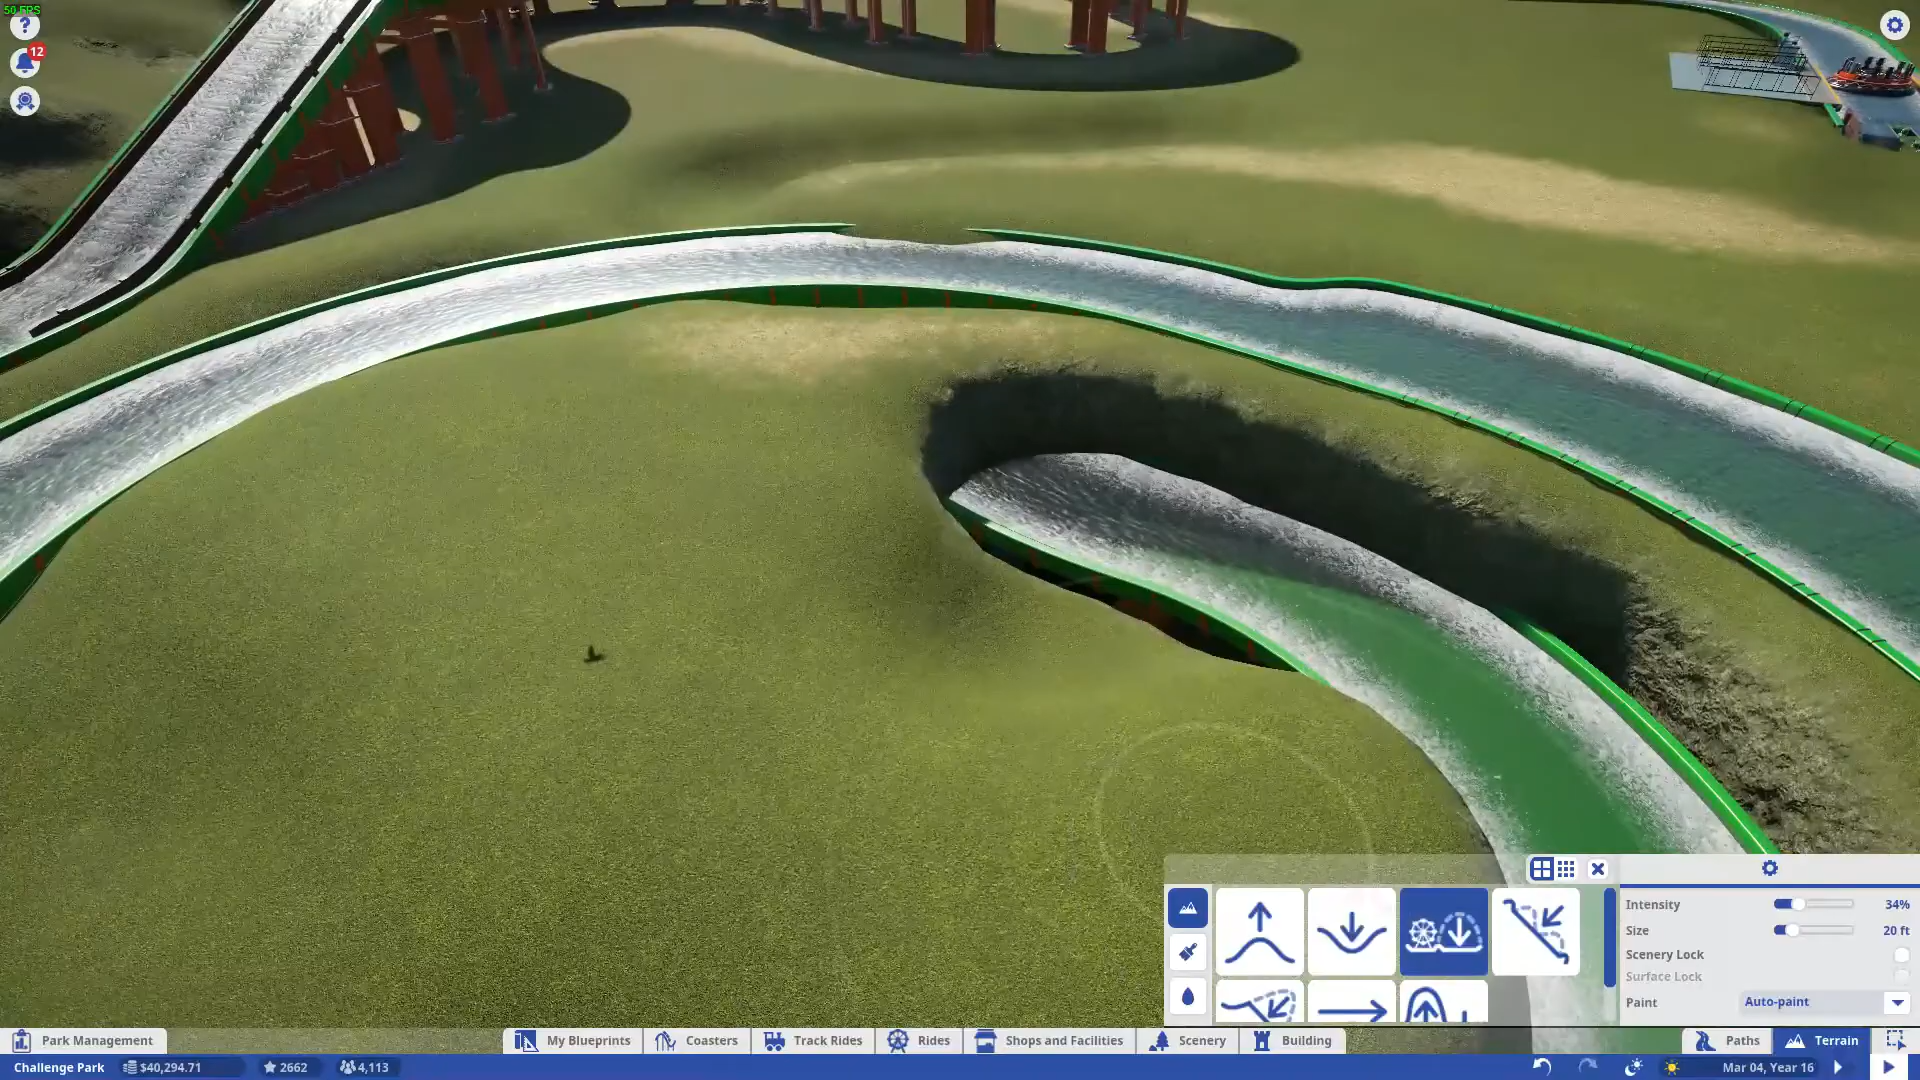 50 FPS
?
12
Intensity 34%
Size 20 ft
Scenery Lock
Surface Lock
Paint Auto-paint
Park Management My Blueprints Coasters Track Rides Rides Shops and Facilities Scenery Building Paths Terrain
Challenge Park $40,294.71 2662 4,113 Mar 04, Year 16